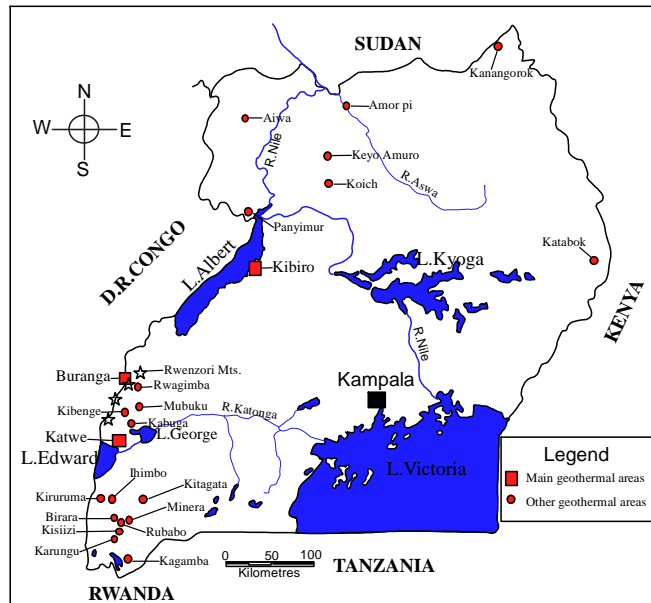 SUDAN
Kanangorok
N
W E
S
Aiwa
Amor pi
R.Nile
Keyo Amuro
Koich
R.Aswa
Panyimur
D.R.CONGO
L.Albert
Kibiro
L.Kyoga
Katabok
KENYA
R.Nile
Rwenzori Mts.
Buranga
Rwagimba
Kampala
Kibenge
Mubuku
R.Katonga
Kabuga
Katwe
L.George
L.Edward
L.Victoria
Legend
Main geothermal areas
Other geothermal areas
Ihimbo
Kiruruma
Kitagata
Birara
Minera
Kisiizi
Rubabo
Karungu
Kagamba
0 50 100
Kilometres
TANZANIA
RWANDA